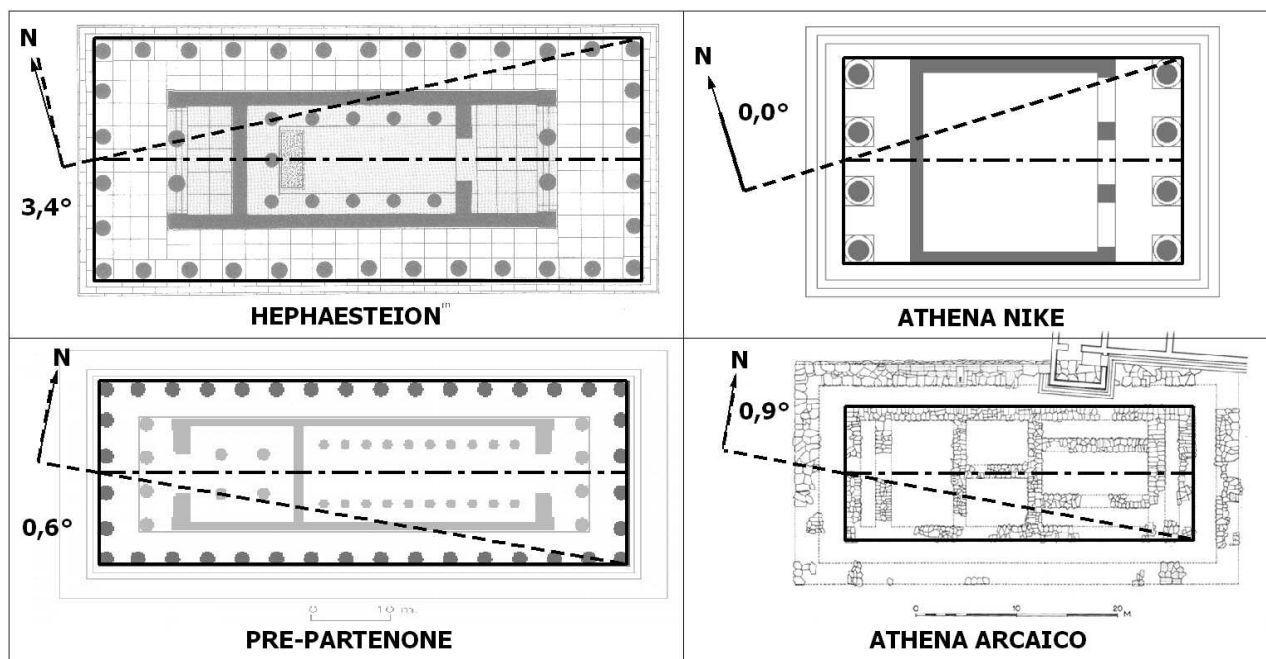 N
3,4°
m
HEPHAESTEION
N
0,0°
ATHENA NIKE
N
0,6°
0 10 m.
PRE-PARTENONE
N
0,9°
0 10 20 M
ATHENA ARCAICO